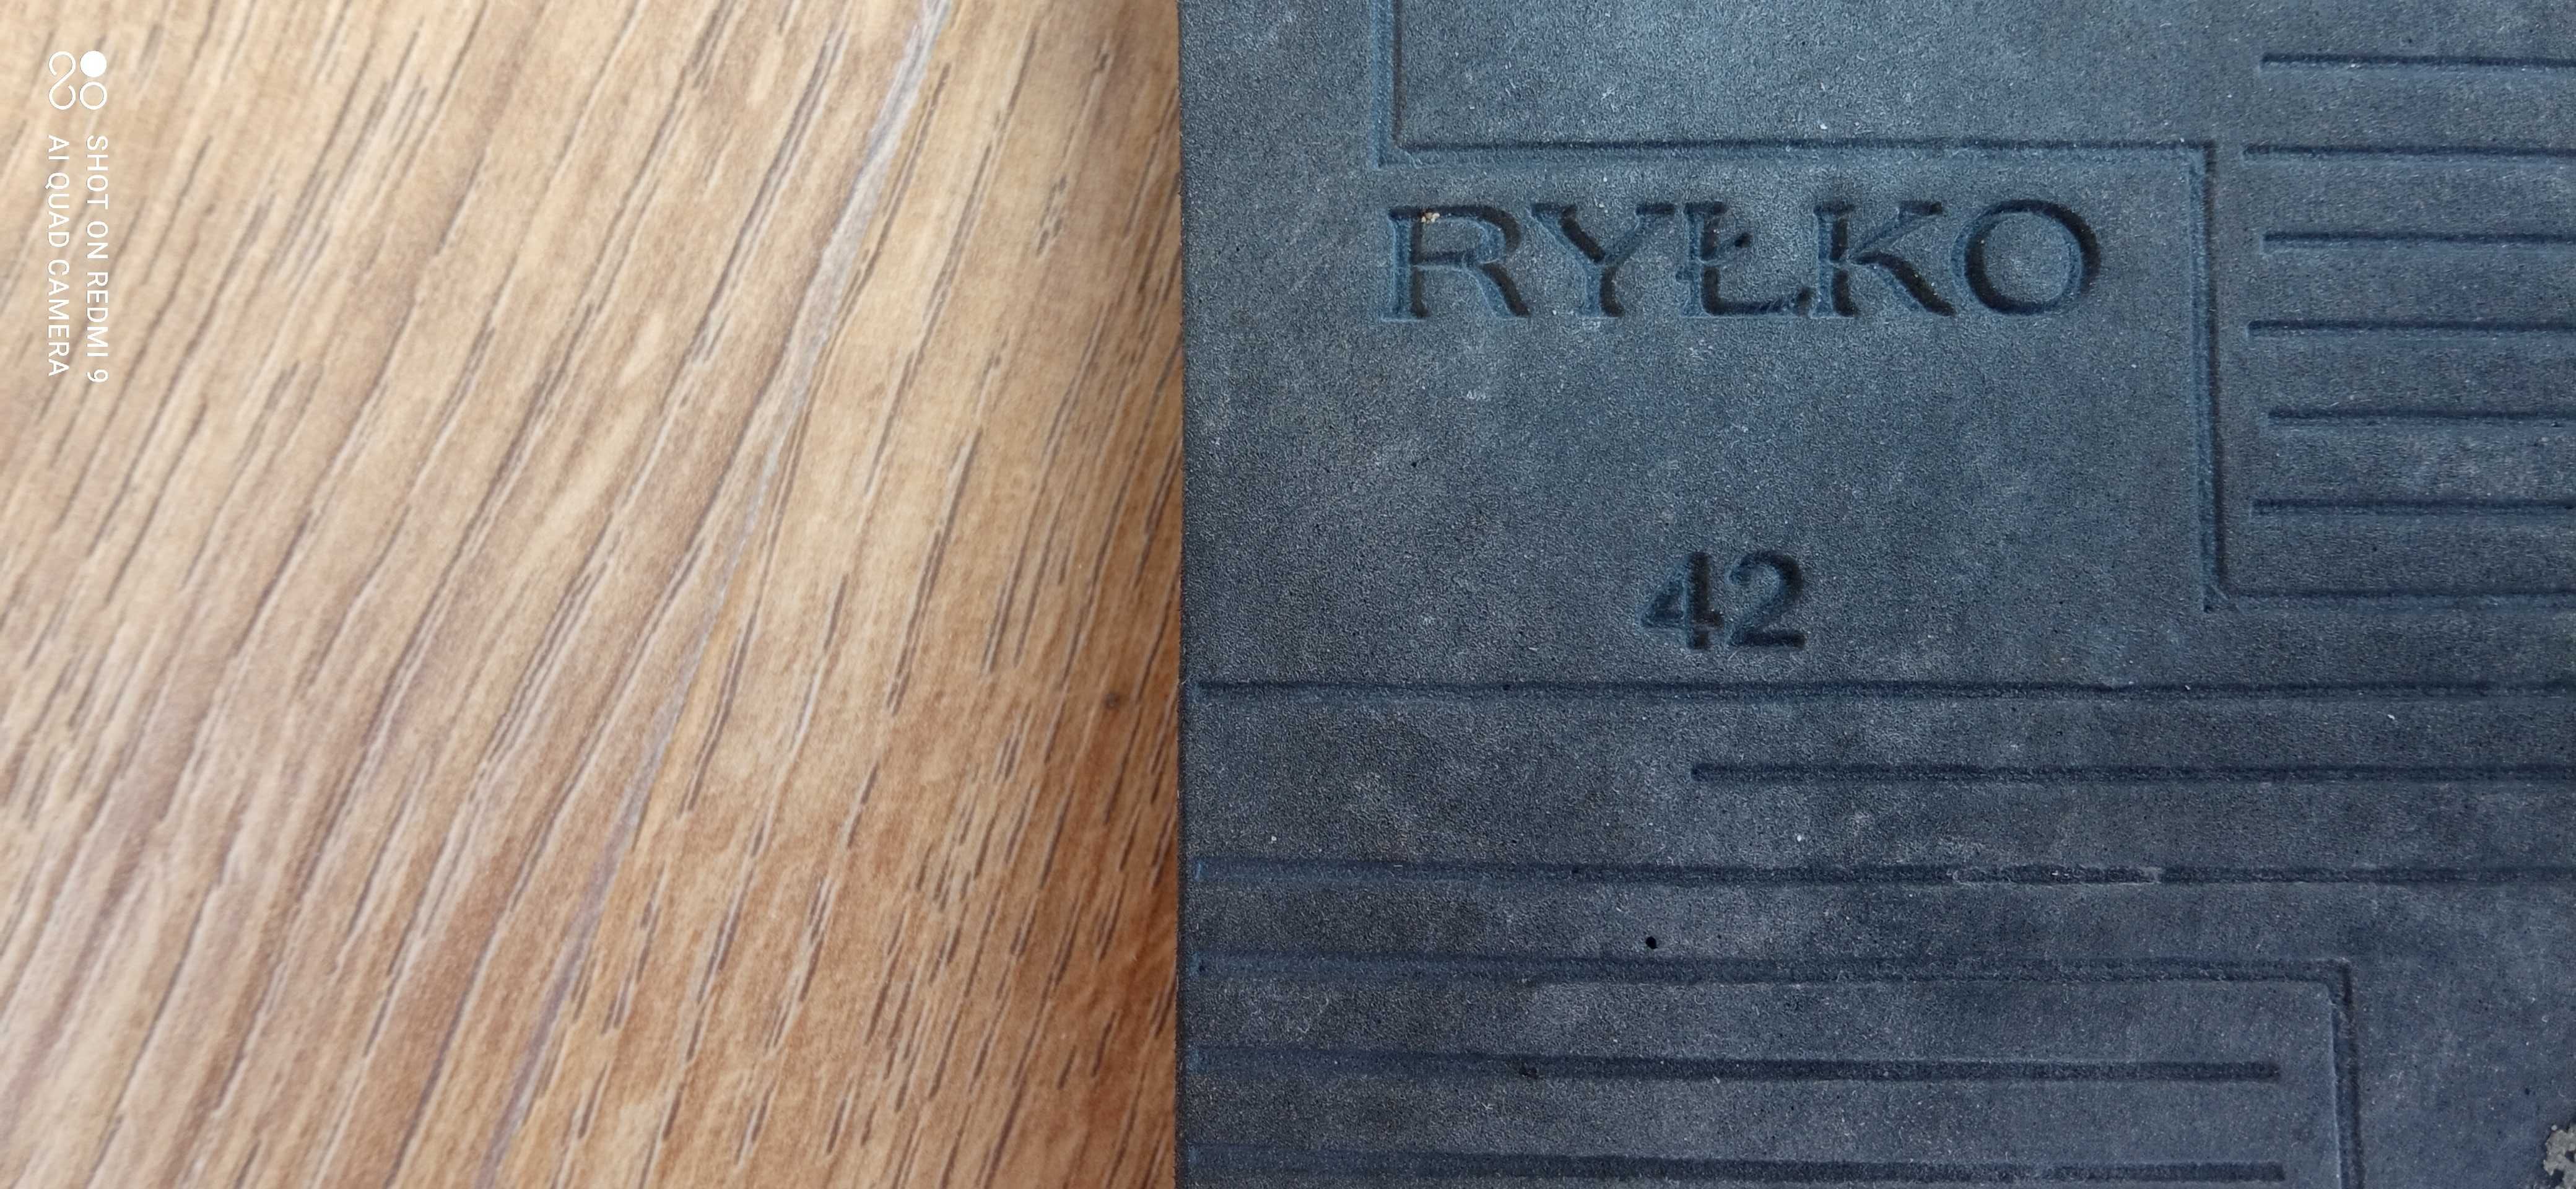 SHOT ON REDMI 9
AI QUAD CAMERA
RYŁKO
42